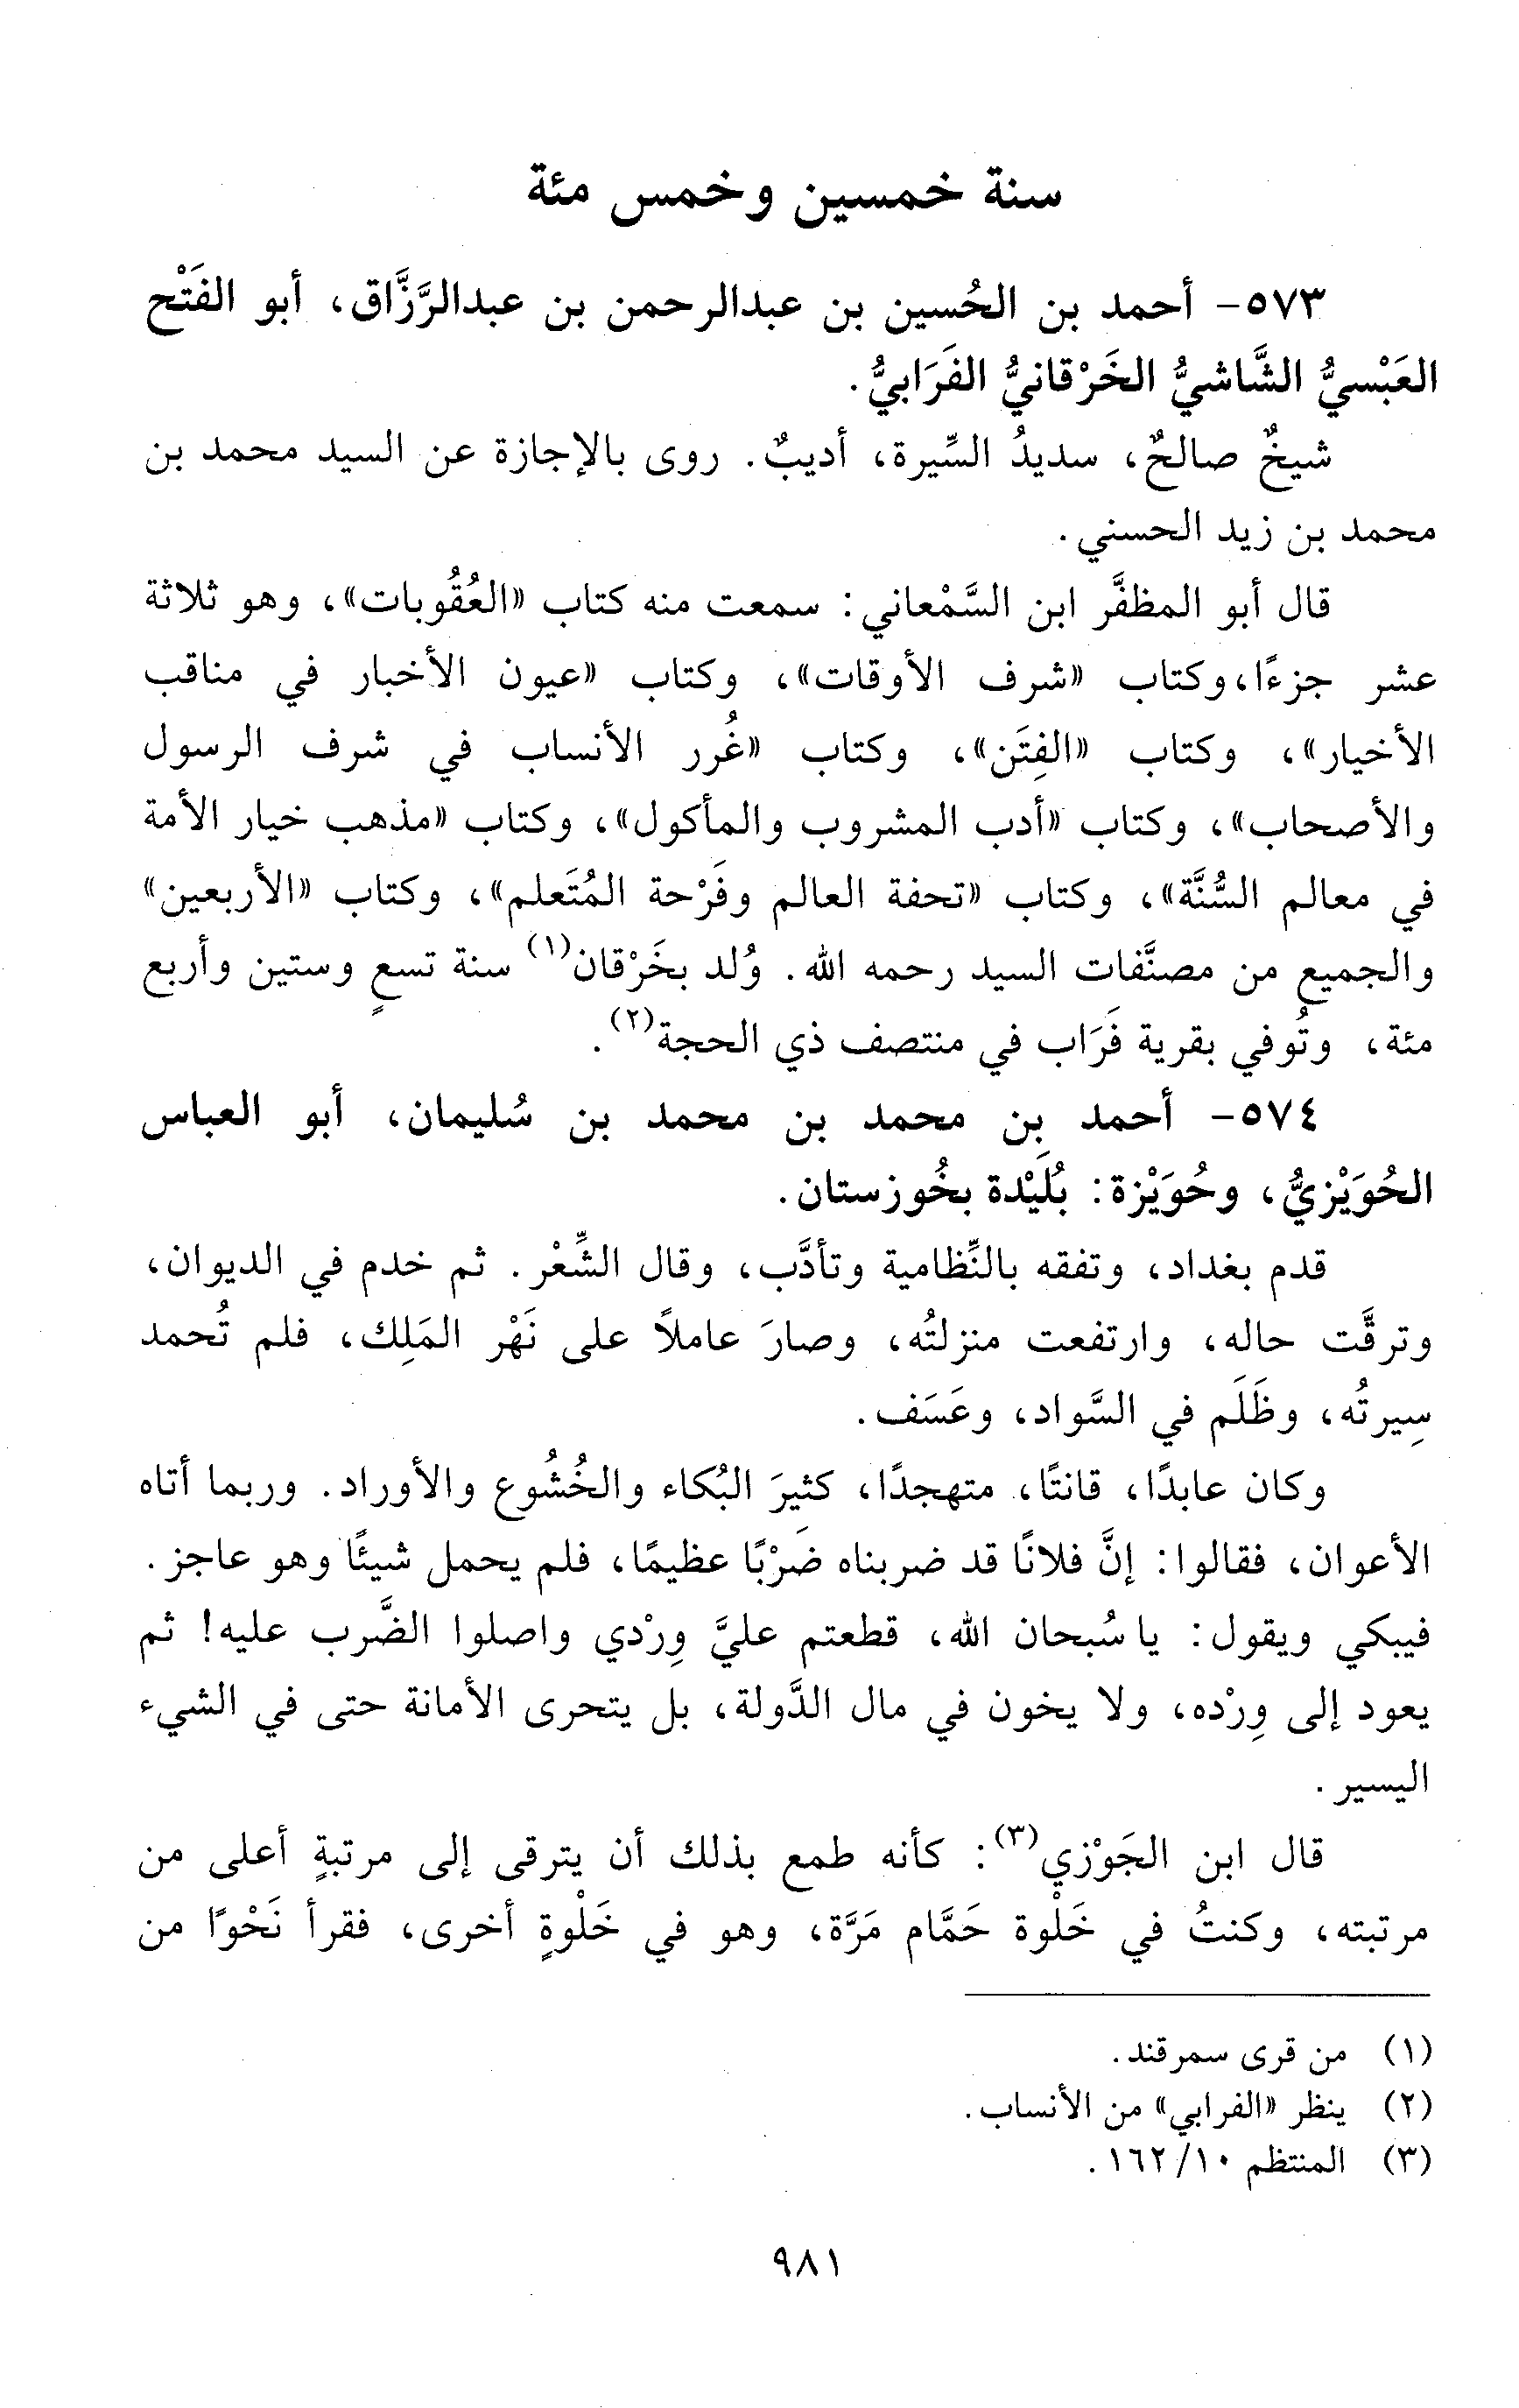 سنة خمسين وخمس مئة
٥٧٣- أحمد بن الحُسين بن عبدالرحمن بن عبدالرَّزَّاق، أبو الفَتْح
العَبْسيُّ الشَّاشيُّ الخَرْقانيُّ الفَرَابيُّ.
شيخٌ صالحٌ، سديدُ السِّيرة، أديبٌ. روى بالإجازة عن السيد محمد بن
محمد بن زيد الحسني.
قال أبو المظفَّر ابن السَّمْعاني: سمعت منه كتاب «العُقُوبات»، وهو ثلاثة
عشر جزءًا، وكتاب «شرف الأوقات»، وكتاب «عيون الأخبار في مناقب
الأخيار»، وكتاب «الفِتَن»، وكتاب «غُرر الأنساب في شرف الرسول
والأصحاب»، وكتاب «أدب المشروب والمأكول»، وكتاب «مذهب خيار الأمة
في معالم السُّنَّة»، وكتاب «تحفة العالم وفَرْحة المُتَعلم»، وكتاب «الأربعين»
والجميع من مصنَّفات السيد رحمه الله. وُلد بخَرْقان(١) سنة تسعٍ وستين وأربع
مئة، وتُوفي بقرية فَرَاب في منتصف ذي الحجة(٢).
٥٧٤- أحمد بن محمد بن محمد بن سُليمان، أبو العباس
الحُوَيْزيُّ، وحُوَيْزة: بُلَيْدة بخُوزستان.
قدم بغداد، وتفقه بالنِّظامية وتأدَّب، وقال الشِّعْر. ثم خدم في الديوان،
وترقَّت حاله، وارتفعت منزلتُه، وصارَ عاملاً على نَهْر المَلِك، فلم تُحمد
سِيرتُه، وظَلَم في السَّواد، وعَسَف.
وكان عابدًا، قانتًا، متهجدًا، كثيرَ البُكاء والخُشُوع والأوراد. وربما أتاه
الأعوان، فقالوا: إنَّ فلانًا قد ضربناه ضَرْبًا عظيمًا، فلم يحمل شيئًا وهو عاجز.
فيبكي ويقول: يا سُبحان الله، قطعتم عليَّ وِرْدي واصلوا الضَّرب عليه! ثم
يعود إلى وِرْده، ولا يخون في مال الدَّولة، بل يتحرى الأمانة حتى في الشيء
اليسير.
قال ابن الجَوْزي(٣): كأنه طمع بذلك أن يترقى إلى مرتبةٍ أعلى من
مرتبته، وكنتُ في خَلْوة حَمَّام مَرَّة، وهو في خَلْوةٍ أخرى، فقرأ نَحْوًا من
(١) من قرى سمرقند.
(٢) ينظر «الفرابي» من الأنساب.
(٣) المنتظم ١٠/ ١٦٢.
٩٨١